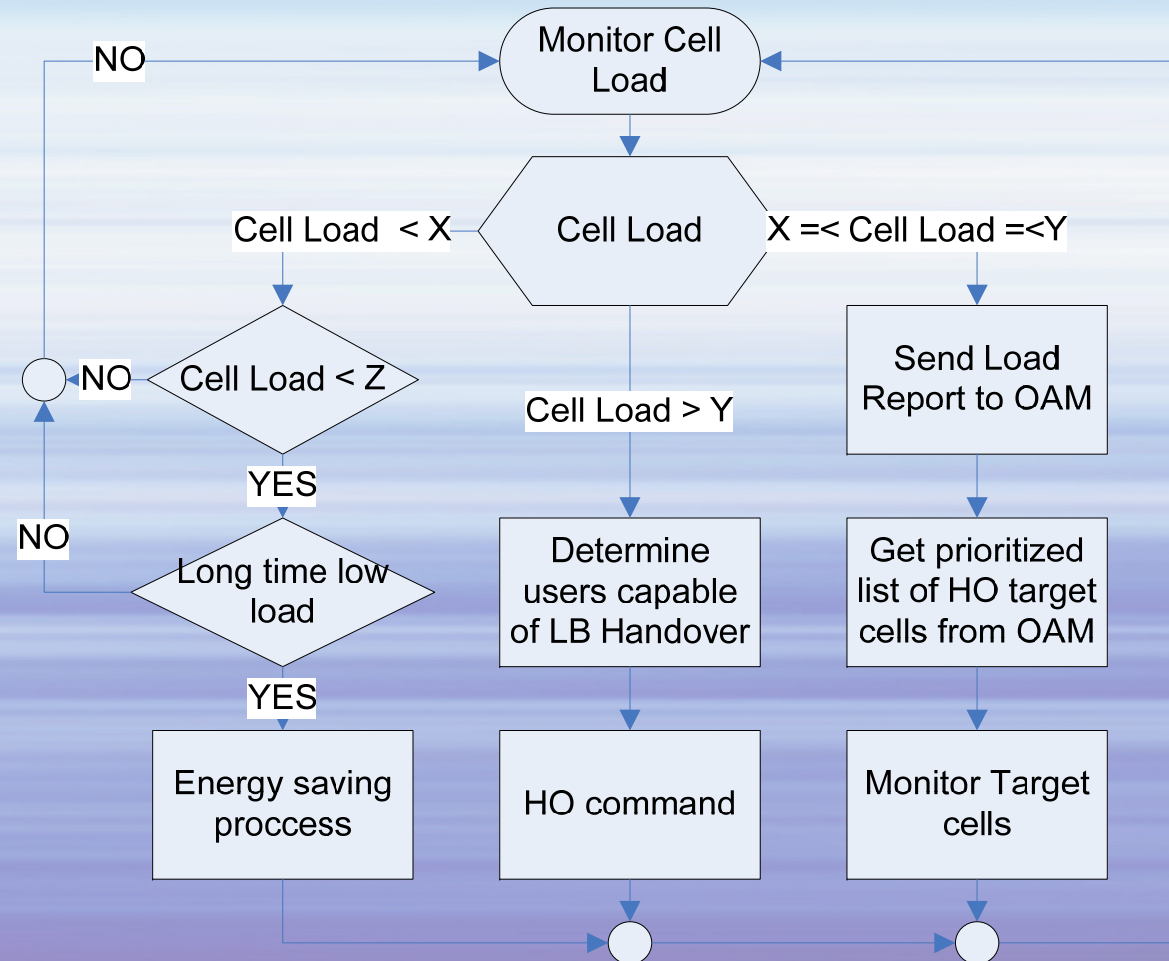 NO
Monitor Cell
Load
Cell Load < X
Cell Load
X =< Cell Load =<Y
NO
Cell Load < Z
Send Load
Report to OAM
Cell Load > Y
YES
NO
Long time low
load
Determine
users capable
of LB Handover
Get prioritized
list of HO target
cells from OAM
YES
Energy saving
proccess
HO command
Monitor Target
cells